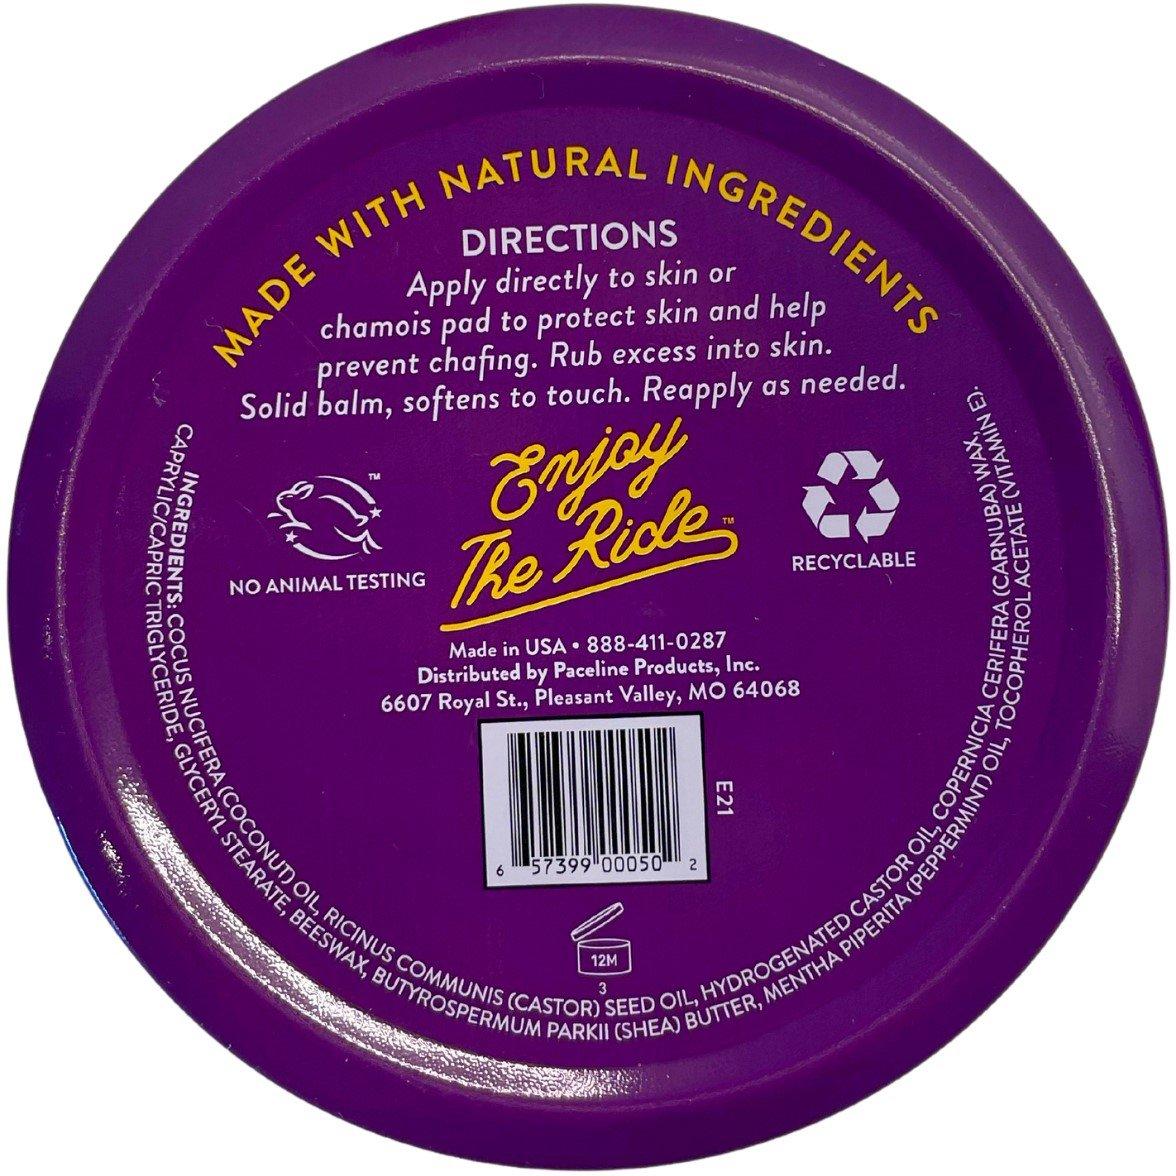 MADE WITH NATURAL INGREDIENTS
DIRECTIONS
Apply directly to skin or
chamois pad to protect skin and help
prevent chafing. Rub excess into skin.
Solid balm, softens to touch. Reapply as needed.
Enjoy
The Ride™
TM
NO ANIMAL TESTING
RECYCLABLE
Made in USA • 888-411-0287
Distributed by Paceline Products, Inc.
6607 Royal St., Pleasant Valley, MO 64068
E21
6 57399 00050 2
12M
3
INGREDIENTS: COCUS NUCIFERA (COCONUT) OIL, RICINUS COMMUNIS (CASTOR) SEED OIL, HYDROGENATED CASTOR OIL, COPERNICIA CERIFERA (CARNUBA) WAX,
CAPRYLIC/CAPRIC TRIGLYCERIDE, GLYCERYL STEARATE, BEESWAX, BUTYROSPERMUM PARKII (SHEA) BUTTER, MENTHA PIPERITA (PEPPERMINT) OIL, TOCOPHEROL ACETATE (VITAMIN E).